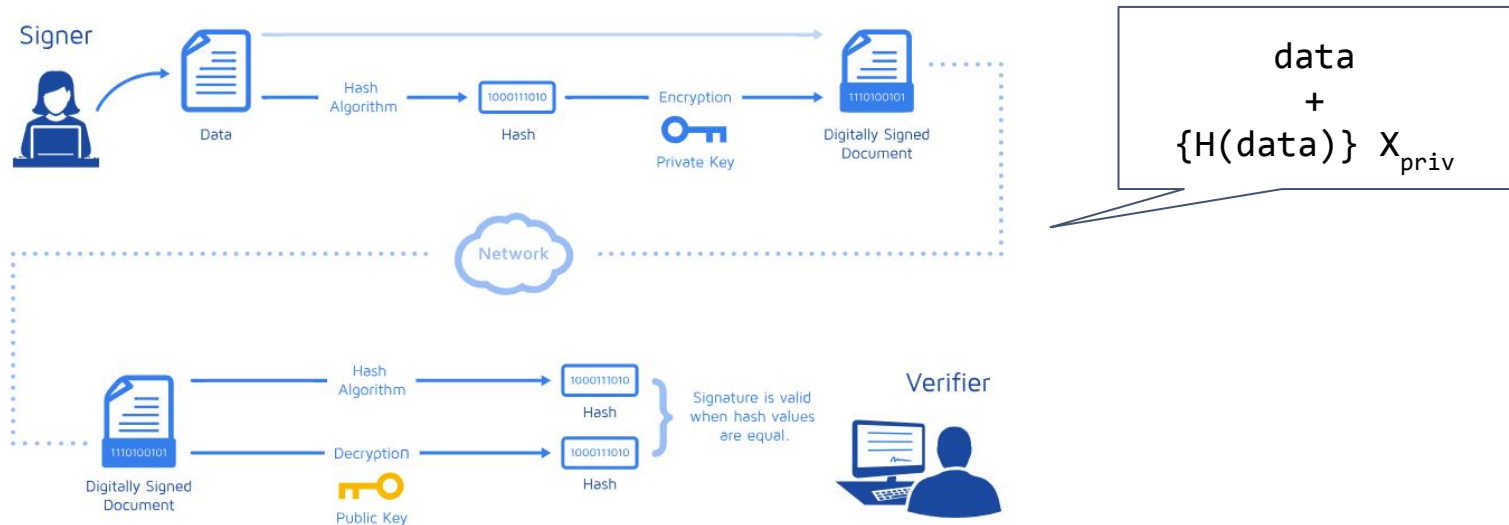 Signer
Data
Hash
Algorithm
1000111010
Hash
Encryption
Private Key
1110100101
Digitally Signed
Document
data
+
{H(data)} X_priv
Network
1110100101
Digitally Signed
Document
Hash
Algorithm
1000111010
Hash
Decryption
Public Key
1000111010
Hash
Signature is valid
when hash values
are equal.
Verifier